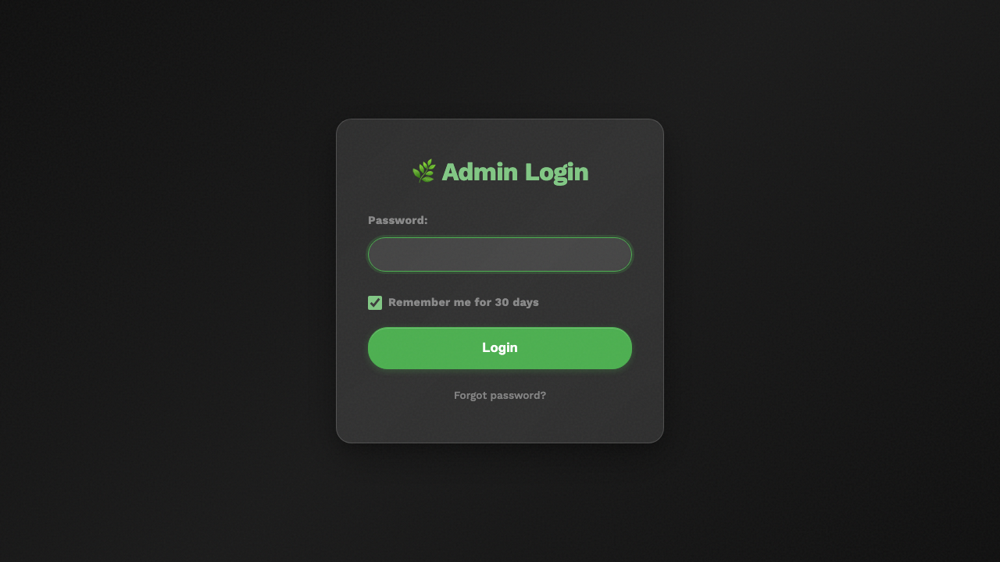 🌿 Admin Login
Password:
Remember me for 30 days
Login
Forgot password?